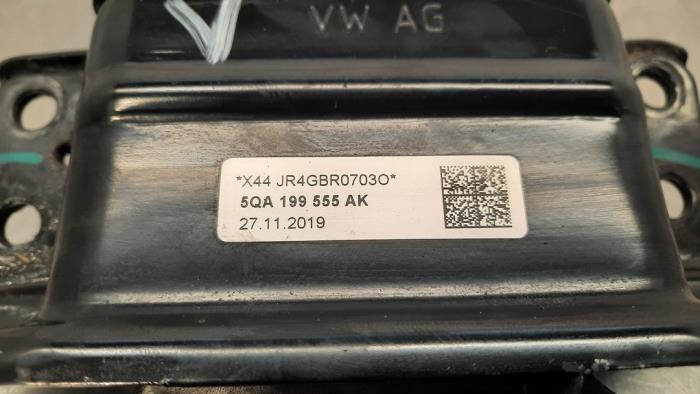 VW AG
*X44 JR4GBR0703O*
5QA 199 555 AK
27.11.2019